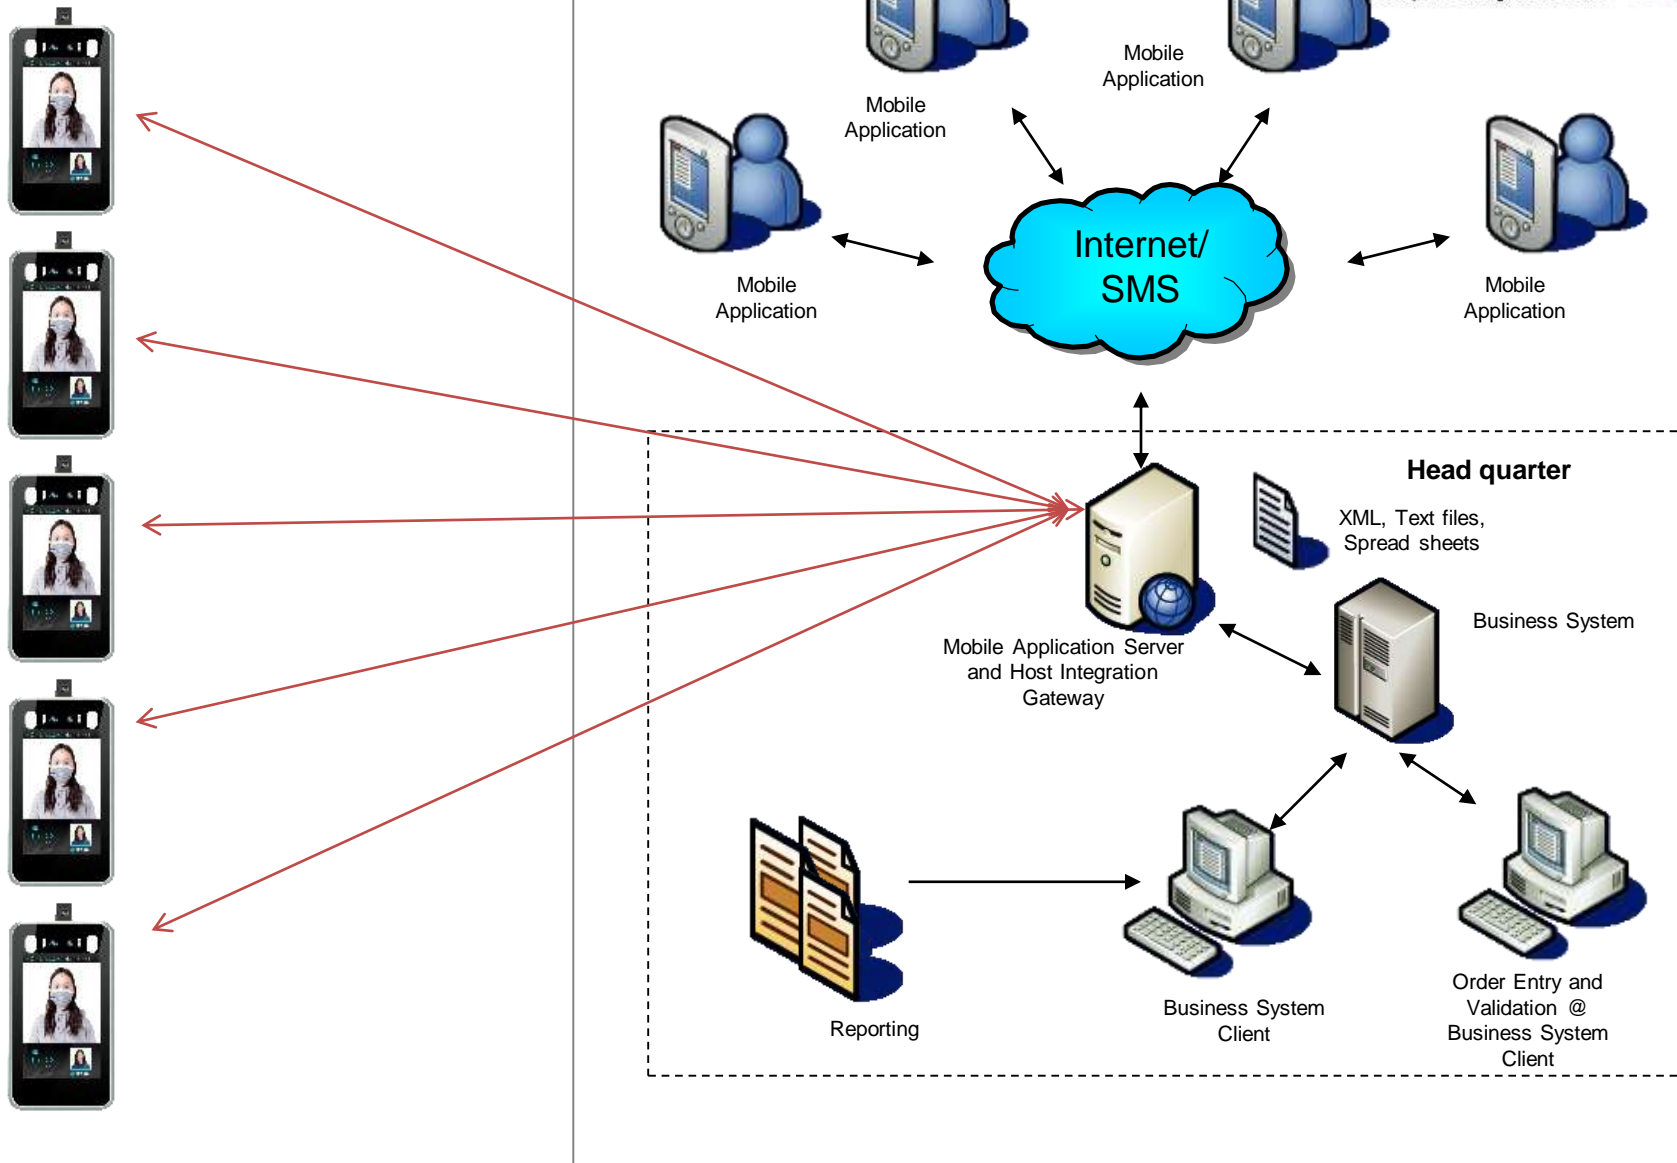 Mobile
Application
Mobile
Application
Internet/
SMS
Mobile
Application
Mobile
Application
Head quarter
XML, Text files,
Spread sheets
Business System
Mobile Application Server
and Host Integration
Gateway
Reporting
Business System
Client
Order Entry and
Validation @
Business System
Client